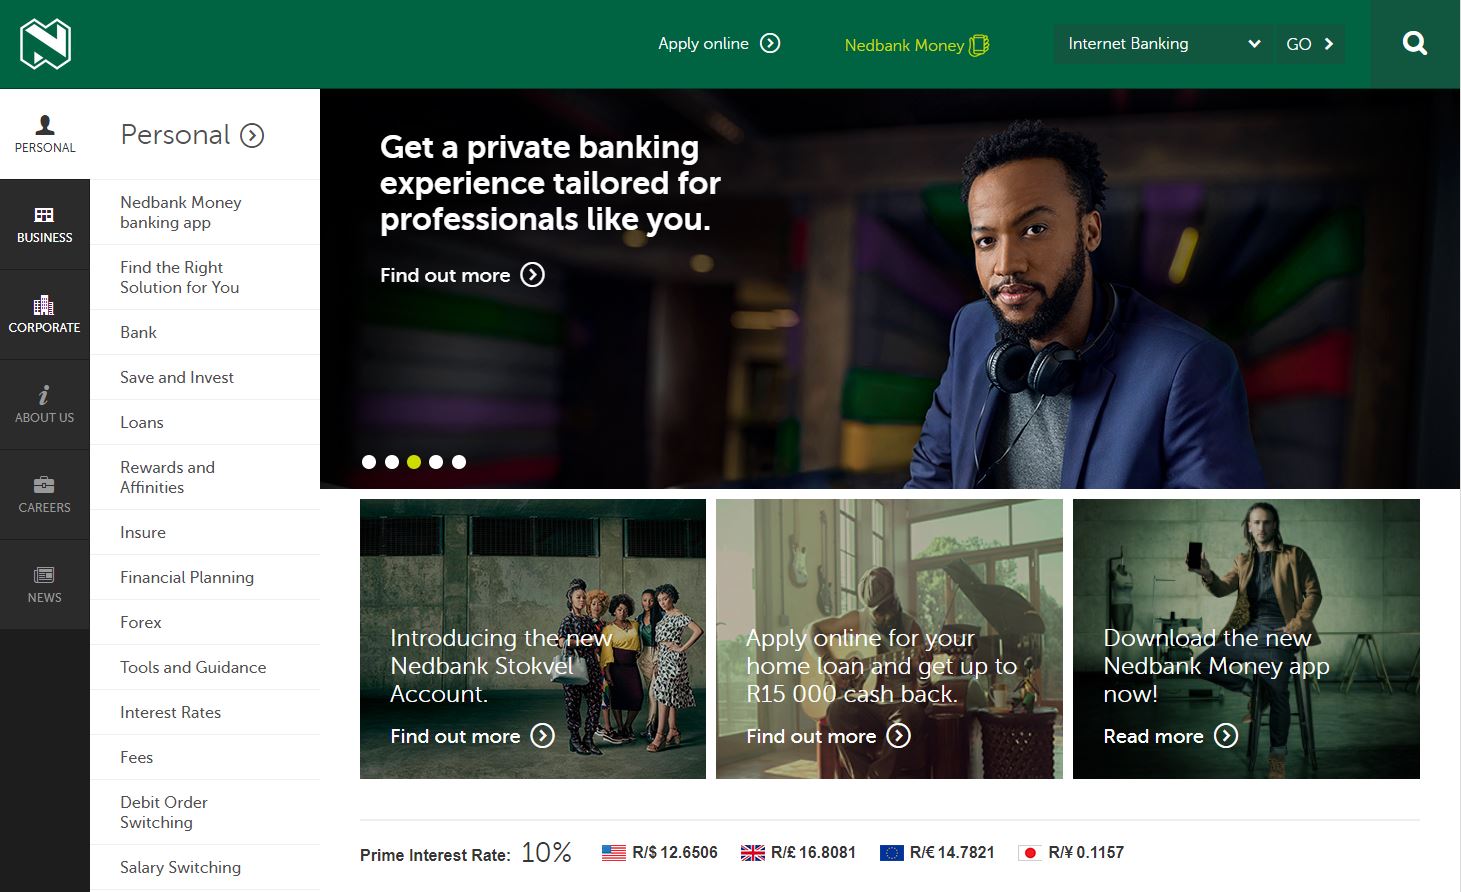 Apply online
Nedbank Money
Internet Banking
GO
PERSONAL
BUSINESS
CORPORATE
ABOUT US
CAREERS
NEWS
Personal
Nedbank Money
banking app
Find the Right
Solution for You
Bank
Save and Invest
Loans
Rewards and
Affinities
Insure
Financial Planning
Forex
Tools and Guidance
Interest Rates
Fees
Debit Order
Switching
Salary Switching
Get a private banking
experience tailored for
professionals like you.
Find out more
Introducing the new
Nedbank Stokvel
Account.
Find out more
Apply online for your
home loan and get up to
R15 000 cash back.
Find out more
Download the new
Nedbank Money app
now!
Read more
Prime Interest Rate: 10% R/$ 12.6506 R/£ 16.8081 R/€ 14.7821 R/¥ 0.1157